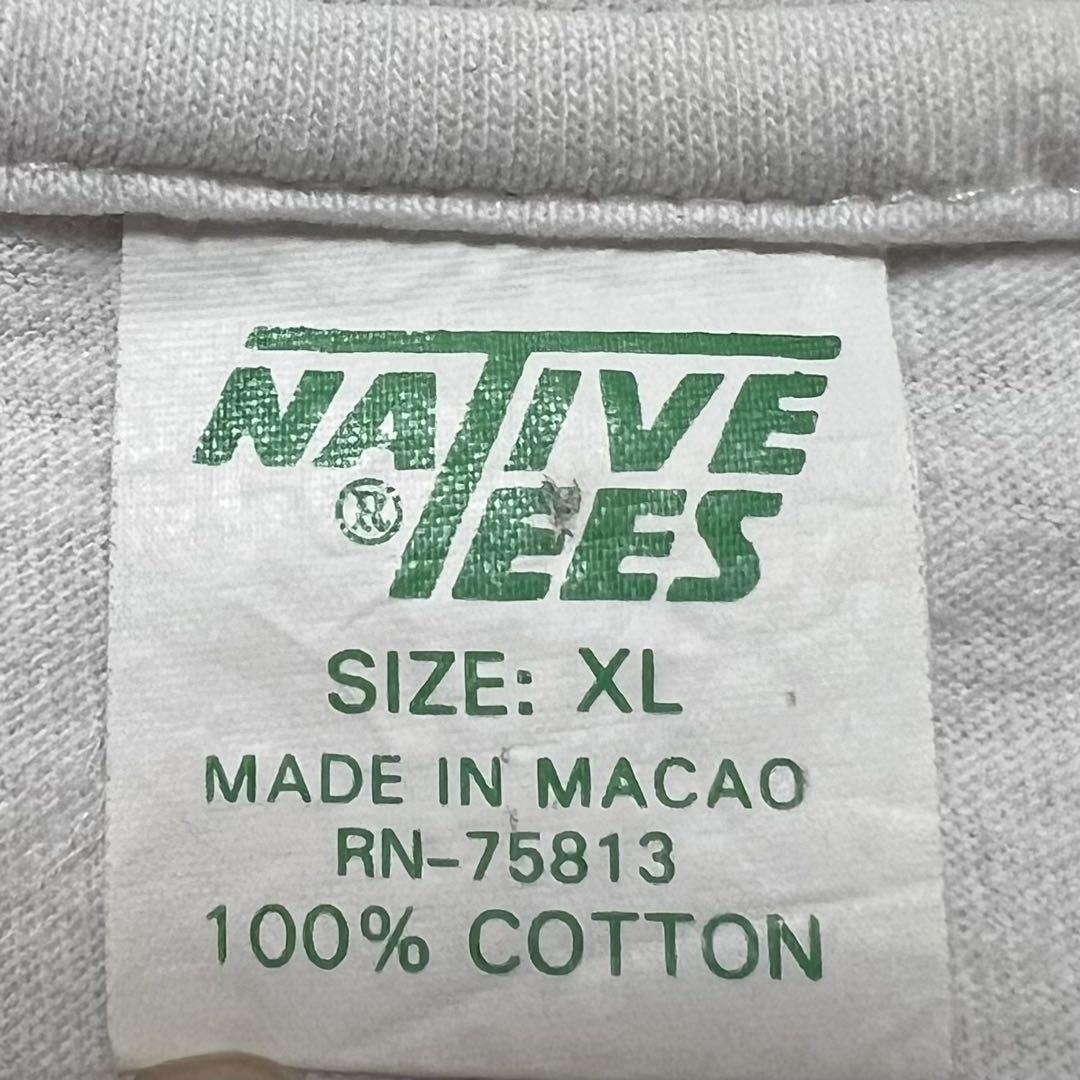 NATIVE
® TEES
SIZE: XL
MADE IN MACAO
RN-75813
100% COTTON